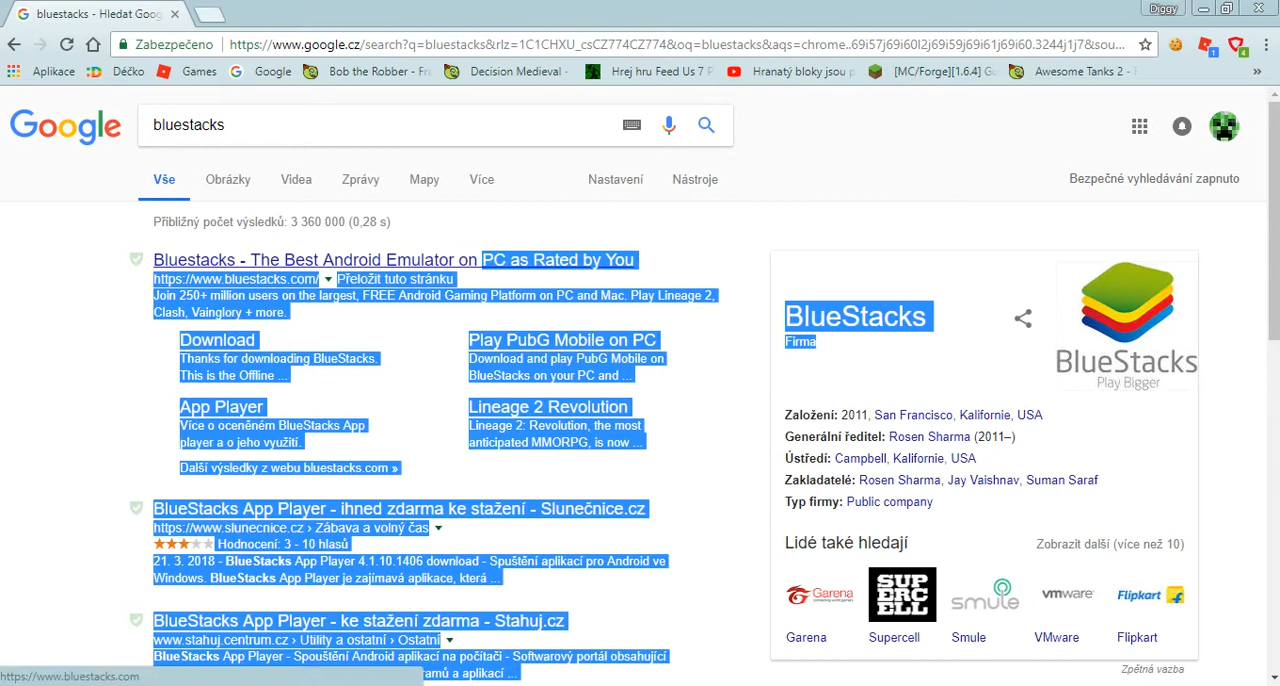 bluestacks - Hledat Goog
Diggy
Zabezpečeno
https://www.google.cz/search?q=bluestacks&rlz=1C1CHXU_csCZ774CZ774&oq=bluestacks&aqs=chrome..69i57j69i60l2j69i59j69i61j69i60.3244j1j7&sou...
1
4
Aplikace
Déčko
Games
Google
Bob the Robber - Fr
Decision Medieval -
Hrej hru Feed Us 7 P
Hranatý bloky jsou p
[MC/Forge][1.6.4] G
Awesome Tanks 2 -
»
Google
bluestacks
Vše
Obrázky
Videa
Zprávy
Mapy
Více
Nastavení
Nástroje
Bezpečné vyhledávání zapnuto
Přibližný počet výsledků: 3 360 000 (0,28 s)
Bluestacks - The Best Android Emulator on PC as Rated by You
https://www.bluestacks.com/ Přeložit tuto stránku
Join 250+ million users on the largest, FREE Android Gaming Platform on PC and Mac. Play Lineage 2,
Clash, Vainglory + more.
Download
Thanks for downloading BlueStacks.
This is the Offline ...
Play PubG Mobile on PC
Download and play PubG Mobile on
BlueStacks on your PC and ...
App Player
Více o oceněném BlueStacks App
player a o jeho využití.
Lineage 2 Revolution
Lineage 2: Revolution, the most
anticipated MMORPG, is now ...
Další výsledky z webu bluestacks.com »
BlueStacks App Player - ihned zdarma ke stažení - Slunečnice.cz
https://www.slunecnice.cz › Zábava a volný čas
Hodnocení: 3 - 10 hlasů
21. 3. 2018 - BlueStacks App Player 4.1.10.1406 download - Spuštění aplikací pro Android ve
Windows. BlueStacks App Player je zajímavá aplikace, která ...
BlueStacks App Player - ke stažení zdarma - Stahuj.cz
www.stahuj.centrum.cz › Utility a ostatní › Ostatní
BlueStacks App Player - Spouštění Android aplikací na počítači - Softwarový portál obsahující
ramů a aplikací ...
https://www.bluestacks.com
BlueStacks
Firma
BlueStacks
Play Bigger
Založení: 2011, San Francisco, Kalifornie, USA
Generální ředitel: Rosen Sharma (2011–)
Ústředí: Campbell, Kalifornie, USA
Zakladatelé: Rosen Sharma, Jay Vaishnav, Suman Saraf
Typ firmy: Public company
Lidé také hledají
Zobrazit další (více než 10)
Garena
SUPERCELL
smule
vmware
Flipkart
Garena
Supercell
Smule
VMware
Flipkart
Zpětná vazba